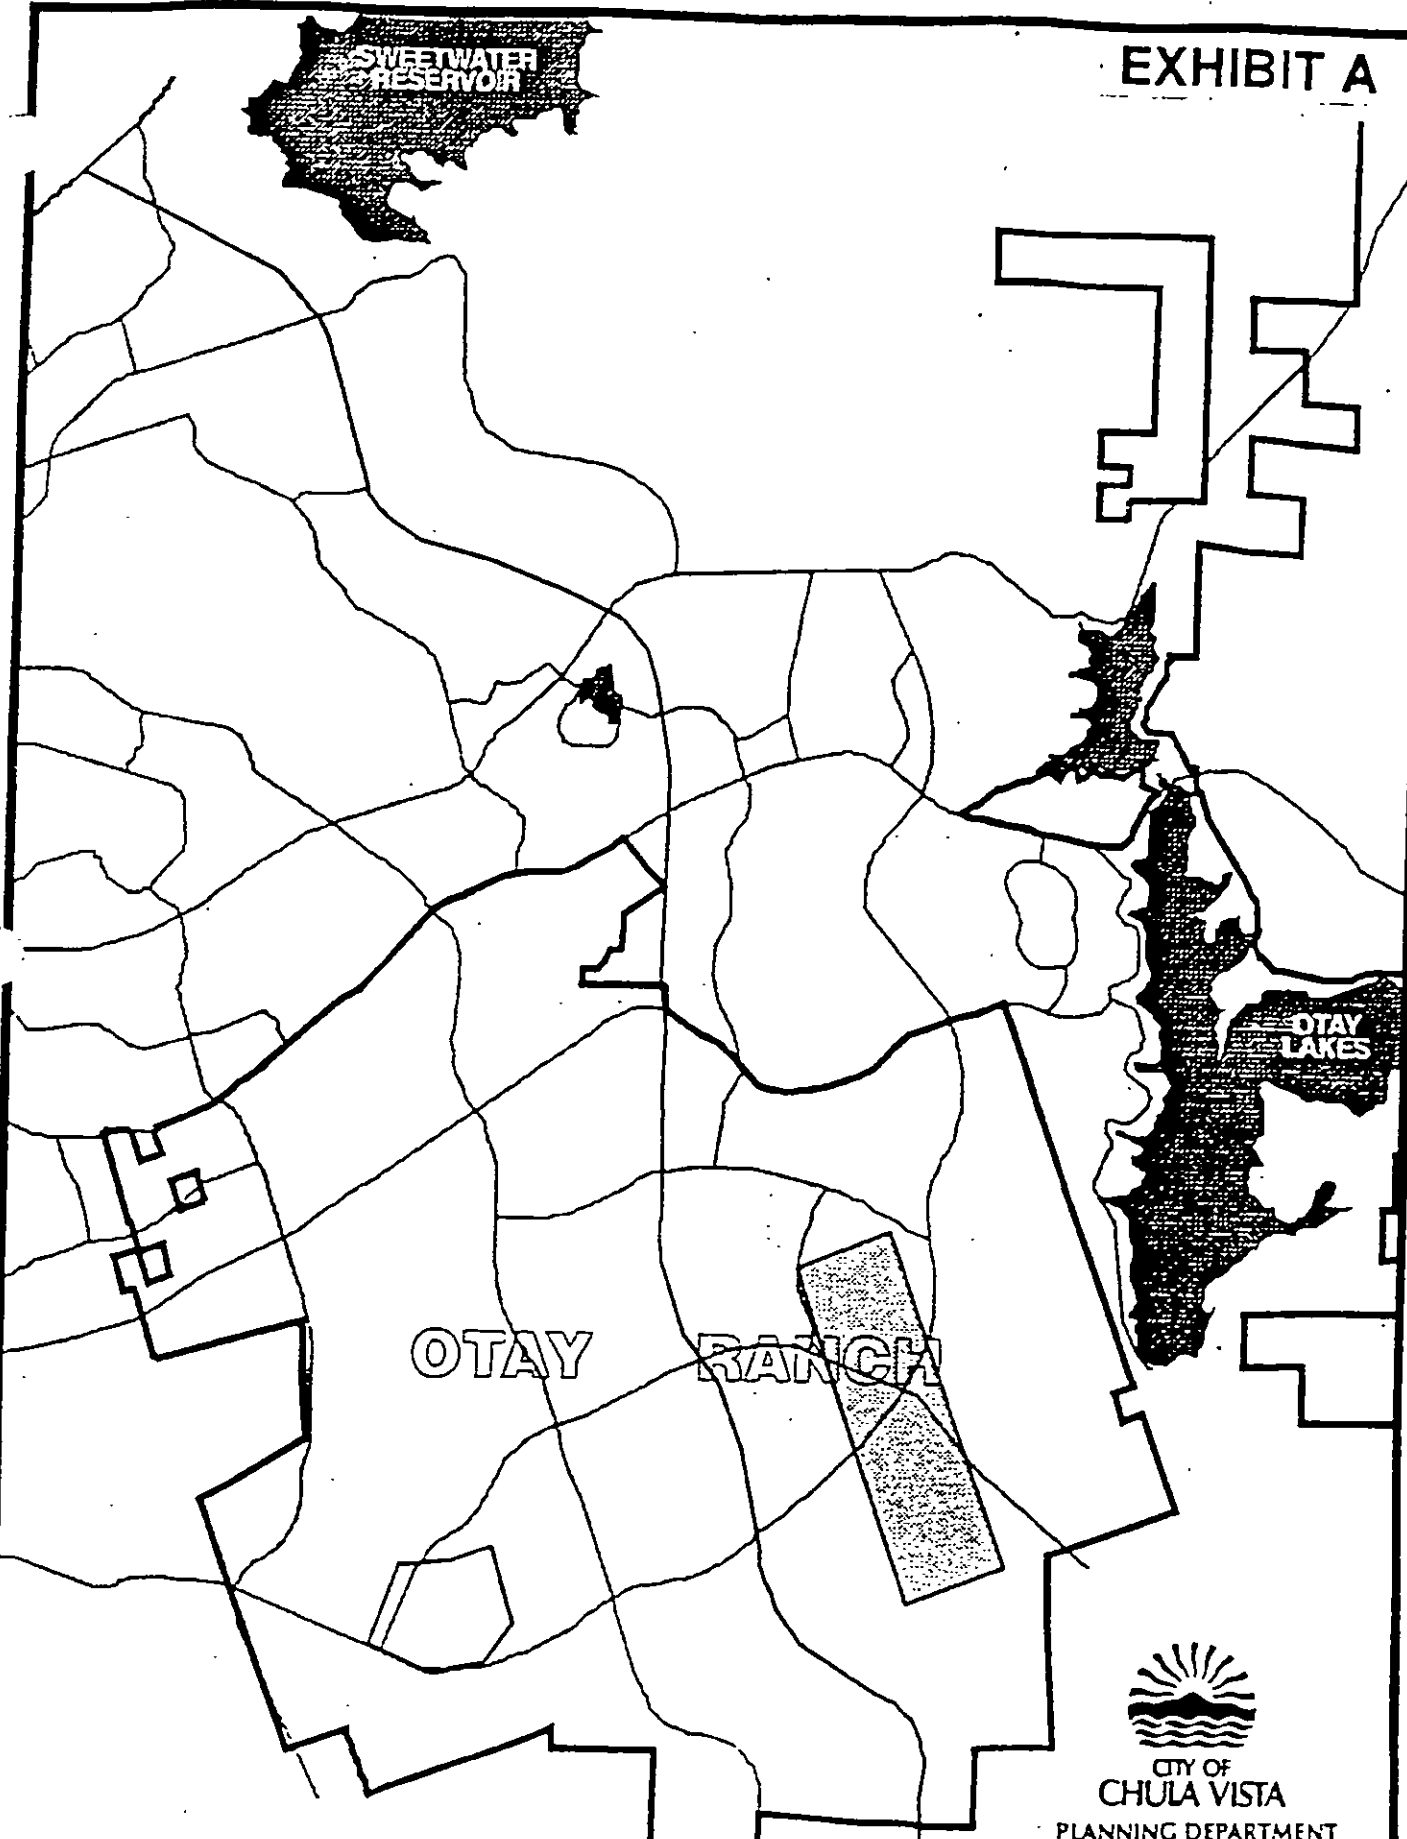 SWEETWATER
RESERVOIR
EXHIBIT A
OTAY
LAKES
OTAY RANCH
CITY OF
CHULA VISTA
PLANNING DEPARTMENT